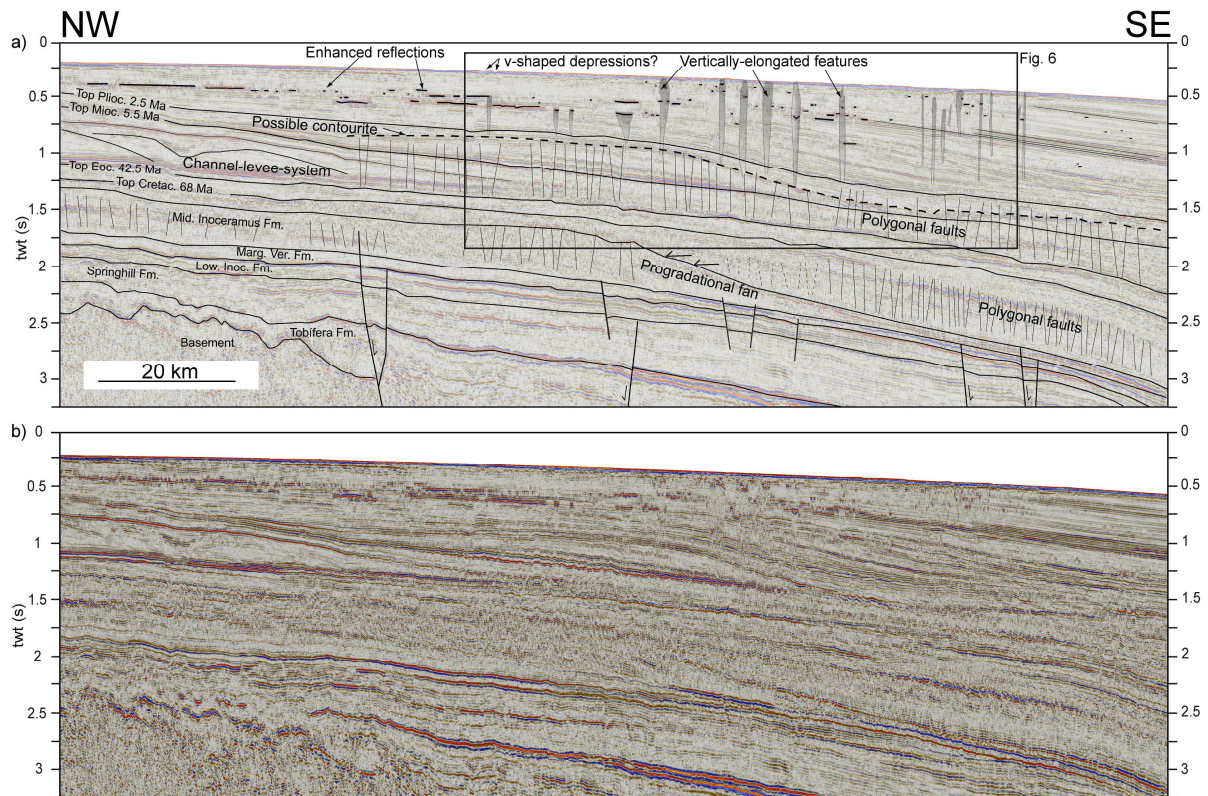 NW
SE
a)
0
0
Enhanced reflections
v-shaped depressions?
Vertically-elongated features
Fig. 6
0.5
0.5
Top Plioc. 2.5 Ma
Top Mioc. 5.5 Ma
Possible contourite
1
1
Channel-levee-system
Top Eoc. 42.5 Ma
Top Cretac. 68 Ma
1.5
1.5
Mid. Inoceramus Fm.
Polygonal faults
twt (s)
Marg. Ver. Fm.
2
2
Low. Inoc. Fm.
Springhill Fm.
Progradational fan
Polygonal faults
2.5
2.5
Tobífera Fm.
Basement
20 km
3
3
b)
0
0
0.5
0.5
1
1
1.5
1.5
twt (s)
2
2
2.5
2.5
3
3